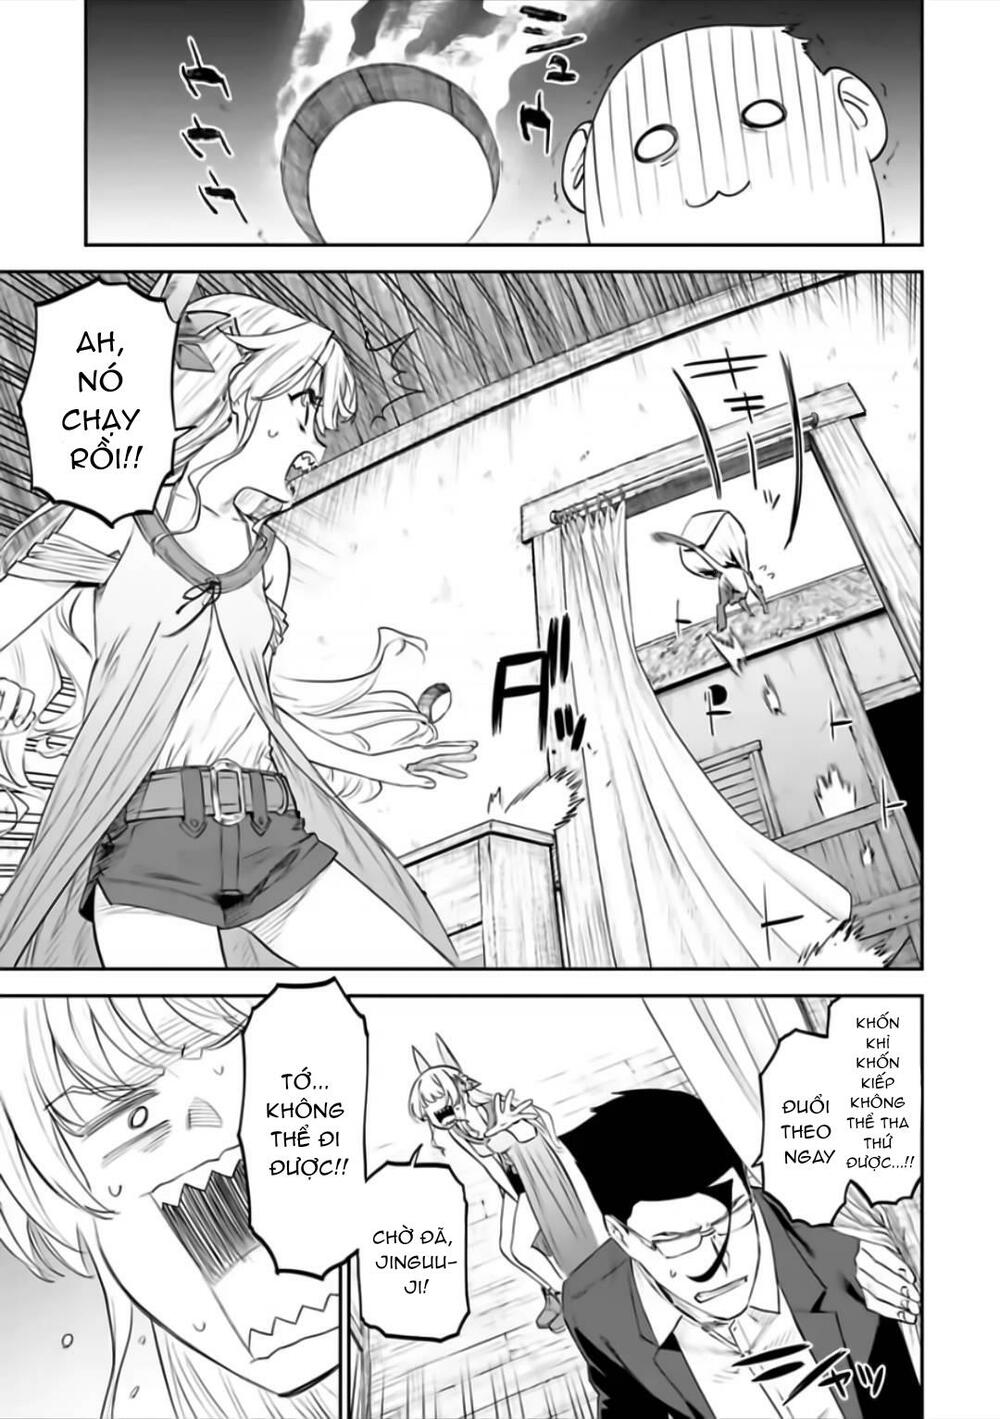 AH,
NÓ
CHẠY
RỒI!!
KHỐN
KHỈ
KHỐN
KIẾP
KHÔNG
THỂ THA
THỨ
ĐƯỢC...!!
ĐUỔI
THEO
NGAY
CHỜ ĐÃ,
JINGUU-
JI!
TỚ...
KHÔNG
THỂ ĐI
ĐƯỢC!!